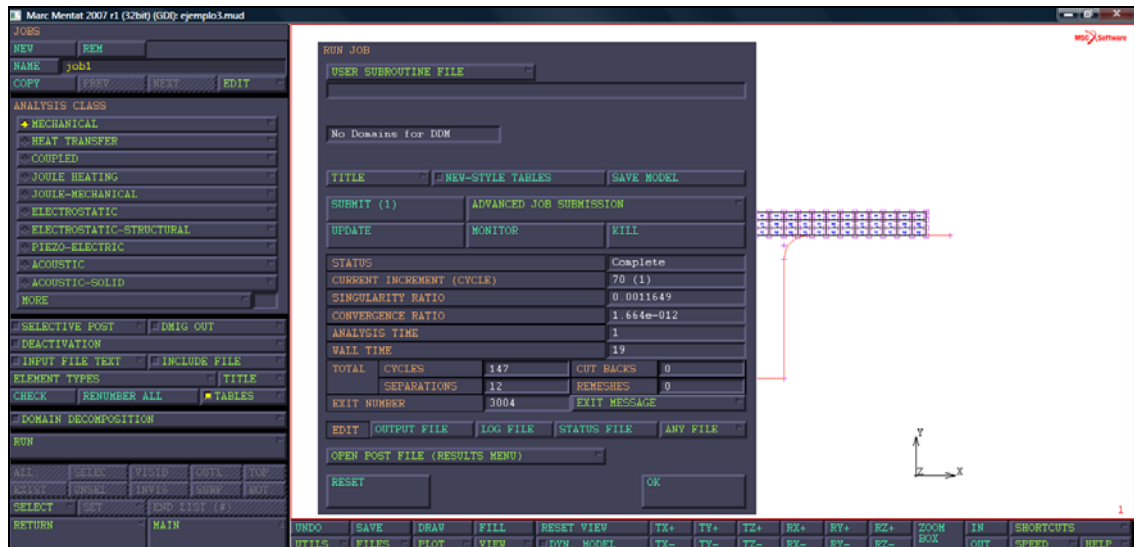 Marc Mentat 2007 r1 (32bit) (GDI): ejemplo3.mud
JOBS
NEW REM
NAME job1
COPY PREV NEXT EDIT
ANALYSIS CLASS
MECHANICAL
HEAT TRANSFER
COUPLED
JOULE HEATING
JOULE-MECHANICAL
ELECTROSTATIC
ELECTROSTATIC-STRUCTURAL
PIEZO-ELECTRIC
ACOUSTIC
ACOUSTIC-SOLID
MORE
SELECTIVE POST DMIG OUT
DEACTIVATION
INPUT FILE TEXT INCLUDE FILE
ELEMENT TYPES TITLE
CHECK RENUMBER ALL TABLES
DOMAIN DECOMPOSITION
RUN
ALL SELEC VISIB OUTL TOP
EXIST UNSEL INVIS SURF BOT
SELECT SET END LIST (#)
RETURN MAIN
RUN JOB
USER SUBROUTINE FILE
No Domains for DDM
TITLE NEW-STYLE TABLES SAVE MODEL
SUBMIT (1) ADVANCED JOB SUBMISSION
UPDATE MONITOR KILL
STATUS Complete
CURRENT INCREMENT (CYCLE) 70 (1)
SINGULARITY RATIO 0.0011649
CONVERGENCE RATIO 1.664e-012
ANALYSIS TIME 1
WALL TIME 19
TOTAL CYCLES 147 CUT BACKS 0
SEPARATIONS 12 REMESHES 0
EXIT NUMBER 3004 EXIT MESSAGE
EDIT OUTPUT FILE LOG FILE STATUS FILE ANY FILE
OPEN POST FILE (RESULTS MENU)
RESET OK
MSC Software
Y
Z X
1
UNDO SAVE DRAW FILL RESET VIEW TX+ TY+ TZ+ RX+ RY+ RZ+ ZOOM IN SHORTCUTS
UTILS FILES PLOT VIEW DYN. MODEL TX- TY- TZ- RX- RY- RZ- BOX OUT SPEED HELP